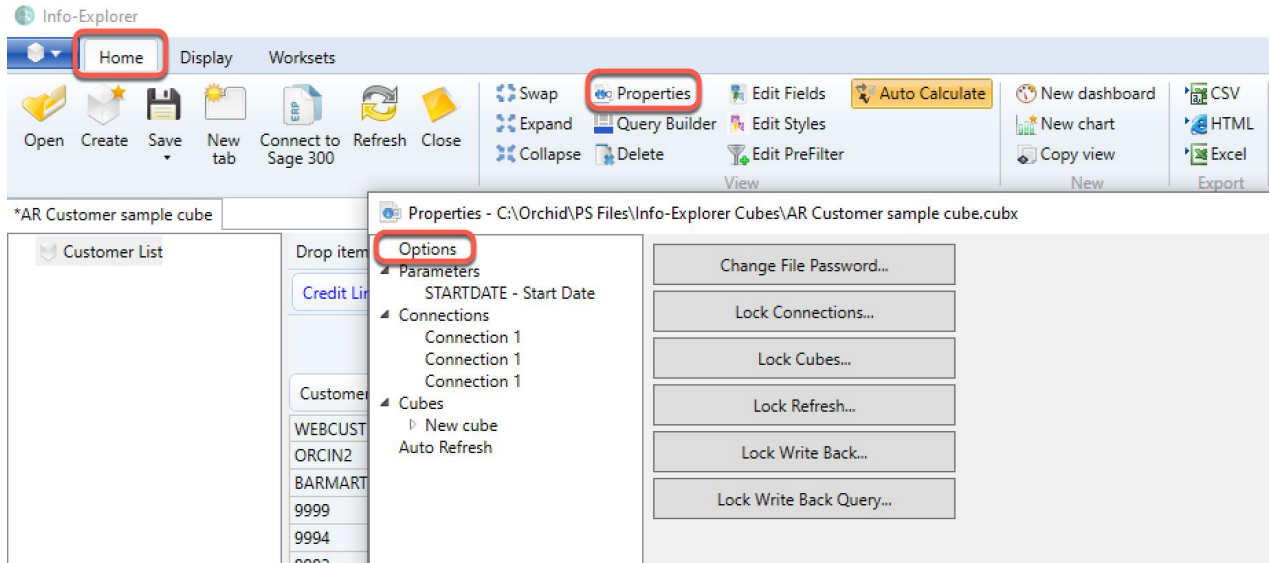 Info-Explorer
Home Display Worksets
Swap Properties Edit Fields Auto Calculate New dashboard CSV
Expand Query Builder Edit Styles New chart HTML
Open Create Save New tab Connect to Sage 300 Refresh Close
Collapse Delete Edit PreFilter Copy view Excel
View New Export
*AR Customer sample cube
Properties - C:\Orchid\PS Files\Info-Explorer Cubes\AR Customer sample cube.cubx
Customer List
Drop item
Credit Lin
Customer
WEBCUST
ORCIN2
BARMART
9999
9994
Options
Parameters
STARTDATE - Start Date
Connections
Connection 1
Connection 1
Connection 1
Cubes
New cube
Auto Refresh
Change File Password...
Lock Connections...
Lock Cubes...
Lock Refresh...
Lock Write Back...
Lock Write Back Query...